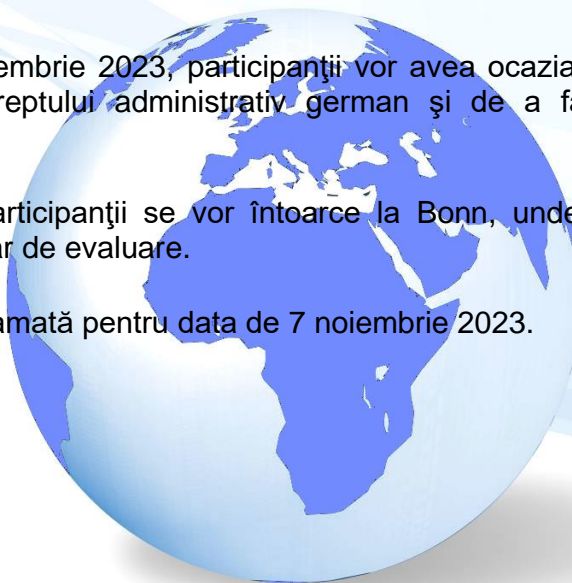 embrie 2023, participanţii vor avea ocazia
reptului administrativ german şi de a fa
articipanţii se vor întoarce la Bonn, unde
ar de evaluare.
amată pentru data de 7 noiembrie 2023.